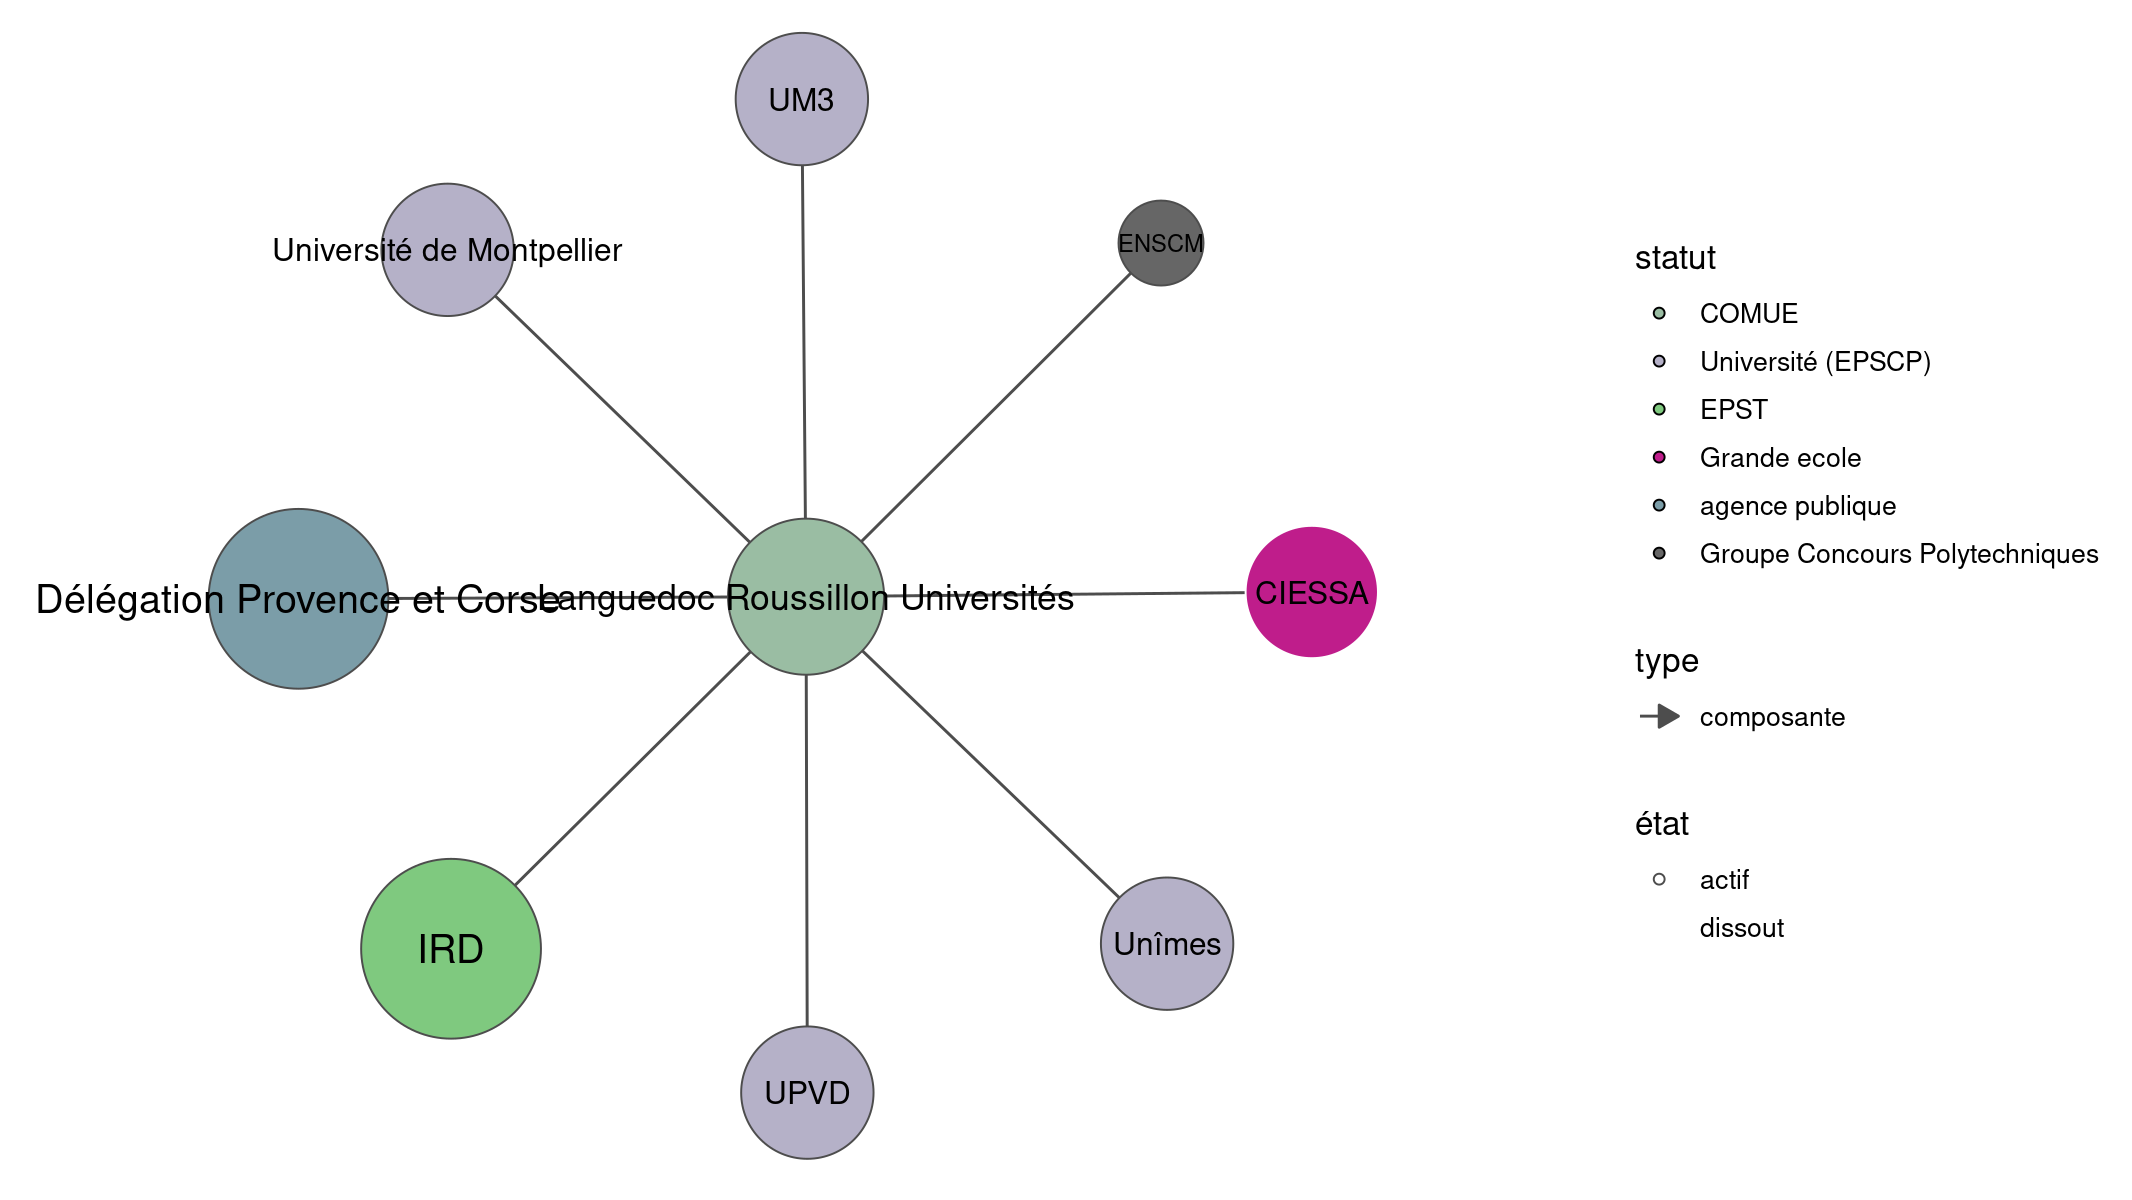 UM3
ENSCM
Université de Montpellier
CIESSA
Délégation Provence et Corse
Languedoc Roussillon Universités
Unîmes
IRD
UPVD
statut
COMUE
Université (EPSCP)
EPST
Grande ecole
agence publique
Groupe Concours Polytechniques
type
composante
état
actif
dissout